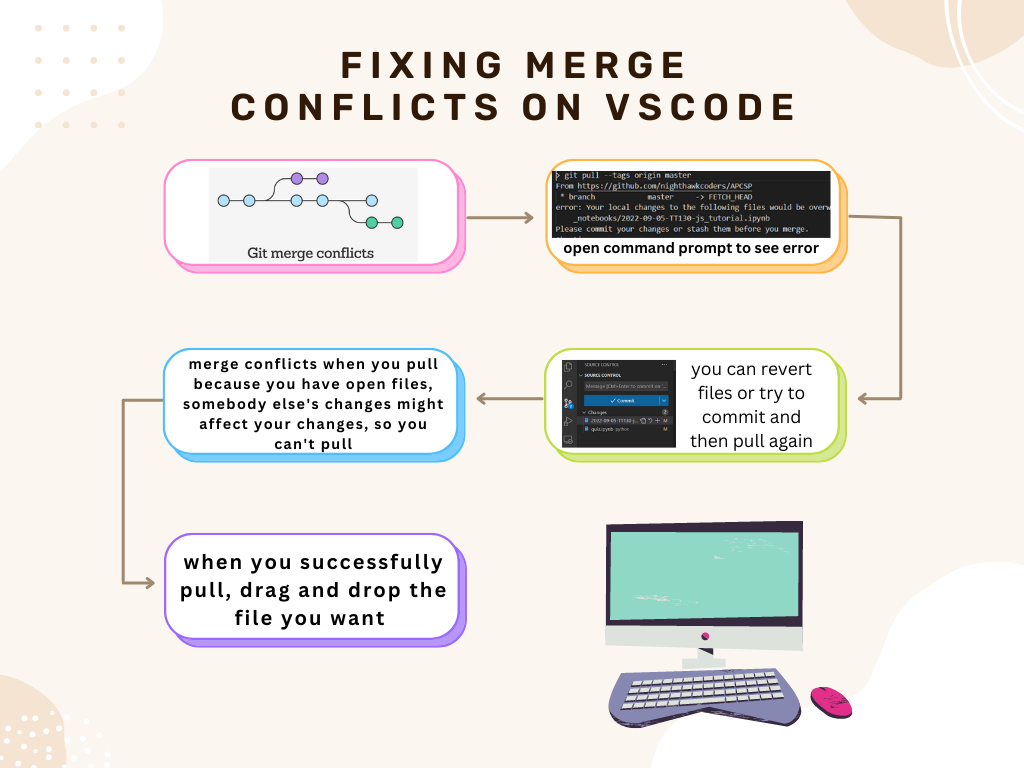 FIXING MERGE
CONFLICTS ON VSCODE
Git merge conflicts
> git pull --tags origin master
From https://github.com/nighthawkcoders/APCSP
* branch master -> FETCH_HEAD
error: Your local changes to the following files would be overw
_notebooks/2022-09-05-TT130-js_tutorial.ipynb
Please commit your changes or stash them before you merge.
open command prompt to see error
SOURCE CONTROL
SOURCE CONTROL
Message (Ctrl+Enter to commit on '...
Commit
Changes 2
2022-09-05-TT130-j... M
quiz.ipynb python M
you can revert
files or try to
commit and
then pull again
merge conflicts when you pull
because you have open files,
somebody else's changes might
affect your changes, so you
can't pull
when you successfully
pull, drag and drop the
file you want